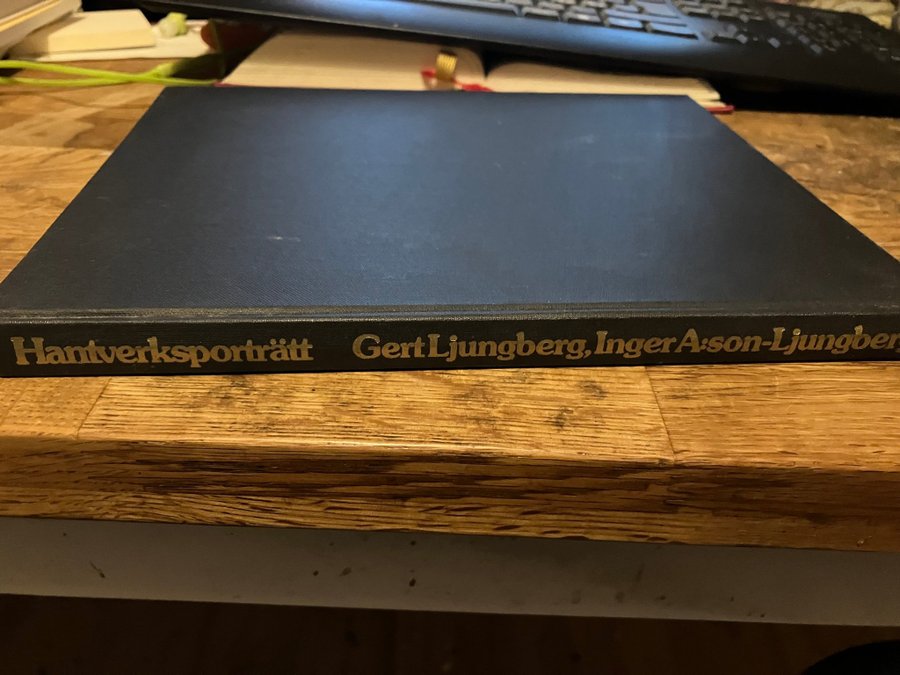 Hantverksporträtt Gert Ljungberg, Inger A:son-Ljungber